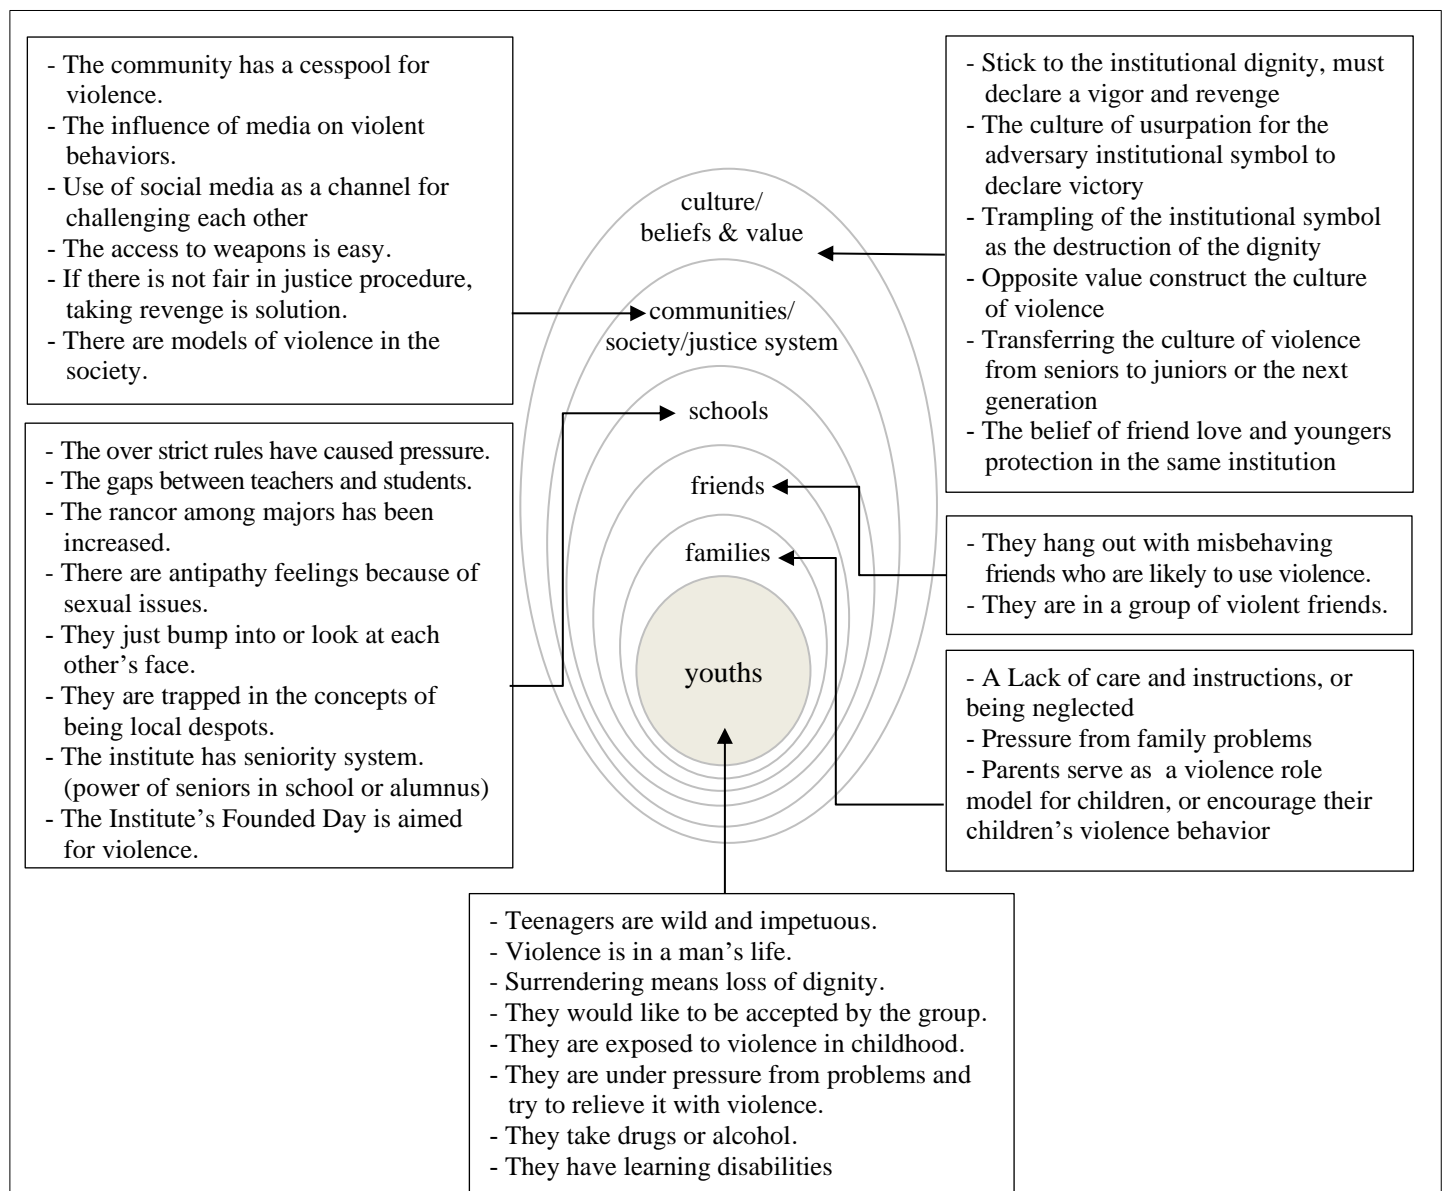 - The community has a cesspool for
violence.
- The influence of media on violent
behaviors.
- Use of social media as a channel for
challenging each other
- The access to weapons is easy.
- If there is not fair in justice procedure,
taking revenge is solution.
- There are models of violence in the
society.
- The over strict rules have caused pressure.
- The gaps between teachers and students.
- The rancor among majors has been
increased.
- There are antipathy feelings because of
sexual issues.
- They just bump into or look at each
other’s face.
- They are trapped in the concepts of
being local despots.
- The institute has seniority system.
(power of seniors in school or alumnus)
- The Institute’s Founded Day is aimed
for violence.
culture/
beliefs & value
communities/
society/justice system
schools
friends
families
youths
- Stick to the institutional dignity, must
declare a vigor and revenge
- The culture of usurpation for the
adversary institutional symbol to
declare victory
- Trampling of the institutional symbol
as the destruction of the dignity
- Opposite value construct the culture
of violence
- Transferring the culture of violence
from seniors to juniors or the next
generation
- The belief of friend love and youngers
protection in the same institution
- They hang out with misbehaving
friends who are likely to use violence.
- They are in a group of violent friends.
- A Lack of care and instructions, or
being neglected
- Pressure from family problems
- Parents serve as a violence role
model for children, or encourage their
children’s violence behavior
- Teenagers are wild and impetuous.
- Violence is in a man’s life.
- Surrendering means loss of dignity.
- They would like to be accepted by the group.
- They are exposed to violence in childhood.
- They are under pressure from problems and
try to relieve it with violence.
- They take drugs or alcohol.
- They have learning disabilities